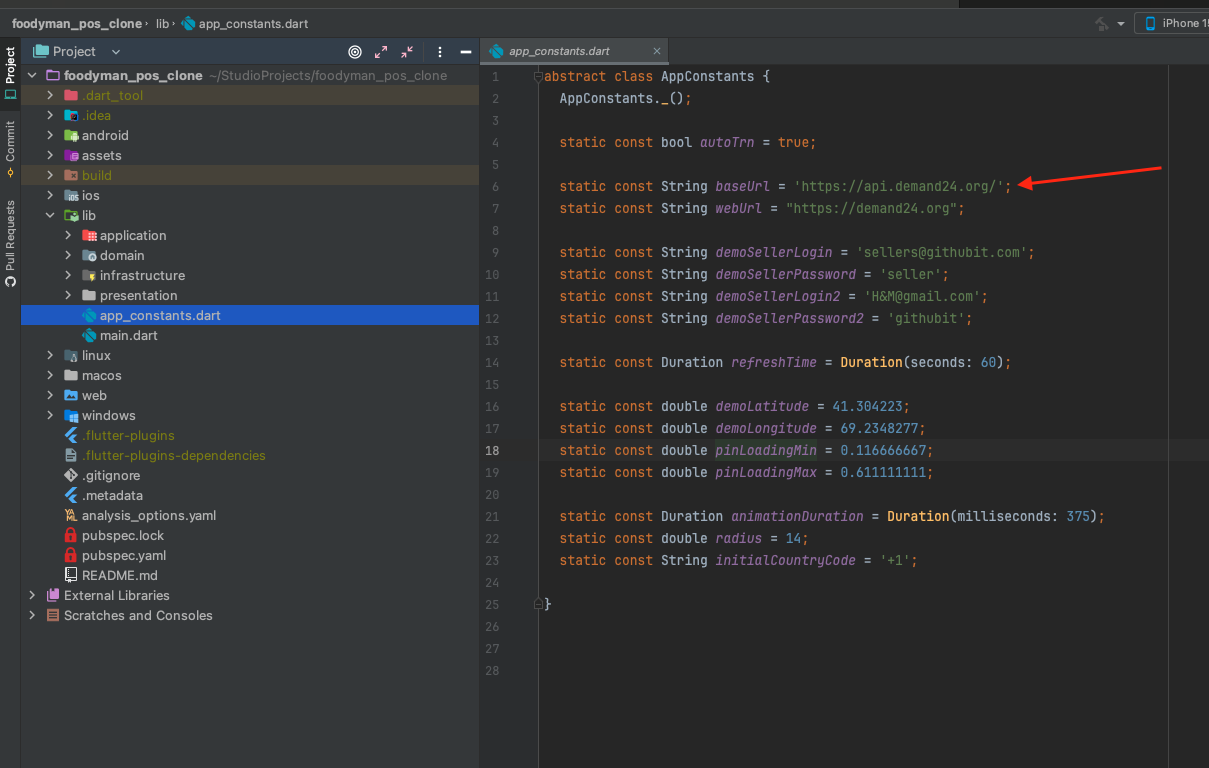 foodyman_pos_clone › lib › app_constants.dart
iPhone 15
Project
Commit
Pull Requests
Project
foodyman_pos_clone ~/StudioProjects/foodyman_pos_clone
.dart_tool
.idea
android
assets
build
ios
lib
application
domain
infrastructure
presentation
app_constants.dart
main.dart
linux
macos
web
windows
.flutter-plugins
.flutter-plugins-dependencies
.gitignore
.metadata
analysis_options.yaml
pubspec.lock
pubspec.yaml
README.md
External Libraries
Scratches and Consoles
app_constants.dart
1 abstract class AppConstants {
2 AppConstants._();
3
4 static const bool autoTrn = true;
5
6 static const String baseUrl = 'https://api.demand24.org/';
7 static const String webUrl = "https://demand24.org";
8
9 static const String demoSellerLogin = 'sellers@githubit.com';
10 static const String demoSellerPassword = 'seller';
11 static const String demoSellerLogin2 = 'H&M@gmail.com';
12 static const String demoSellerPassword2 = 'githubit';
13
14 static const Duration refreshTime = Duration(seconds: 60);
15
16 static const double demoLatitude = 41.304223;
17 static const double demoLongitude = 69.2348277;
18 static const double pinLoadingMin = 0.116666667;
19 static const double pinLoadingMax = 0.611111111;
20
21 static const Duration animationDuration = Duration(milliseconds: 375);
22 static const double radius = 14;
23 static const String initialCountryCode = '+1';
24
25 }
26
27
28